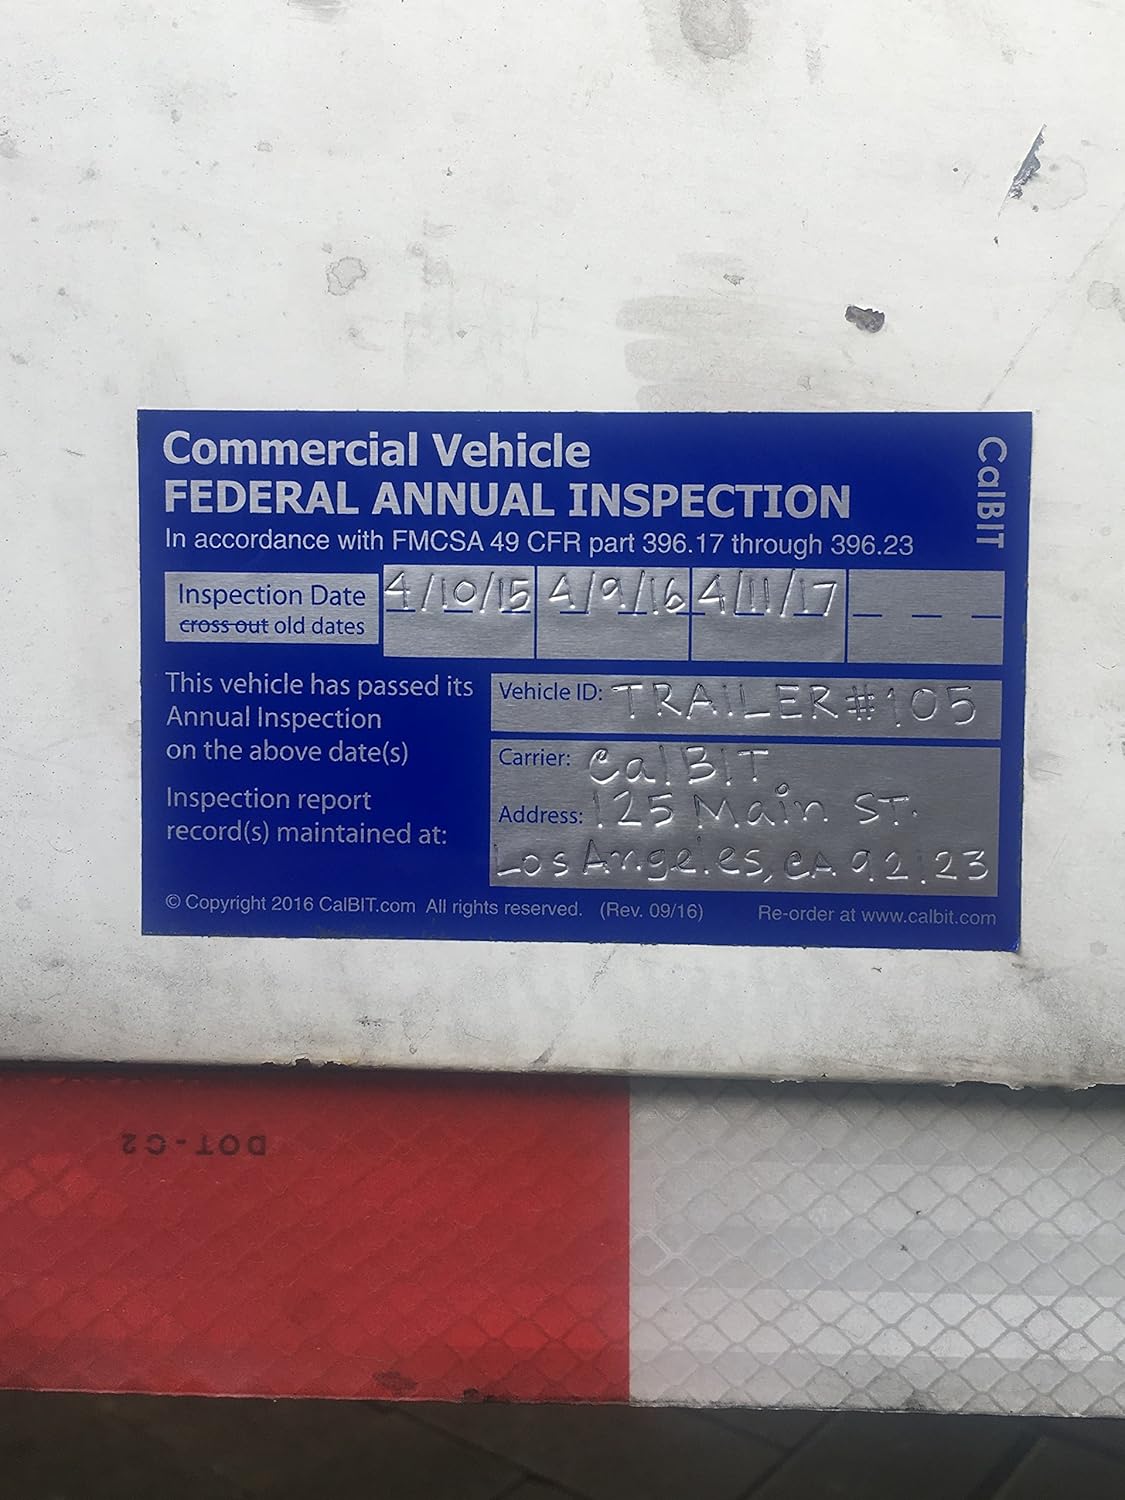 Commercial Vehicle
FEDERAL ANNUAL INSPECTION
CalBIT
In accordance with FMCSA 49 CFR part 396.17 through 396.23
Inspection Date
cross out old dates
4/10/15 4/9/16 4/11/17
This vehicle has passed its
Annual Inspection
on the above date(s)
Vehicle ID: TRAILER#105
Inspection report
record(s) maintained at:
Carrier: CalBIT
Address: 125 Main ST.
Los Angeles, CA 92123
© Copyright 2016 CalBIT.com All rights reserved. (Rev. 09/16) Re-order at www.calbit.com
DOT-C2